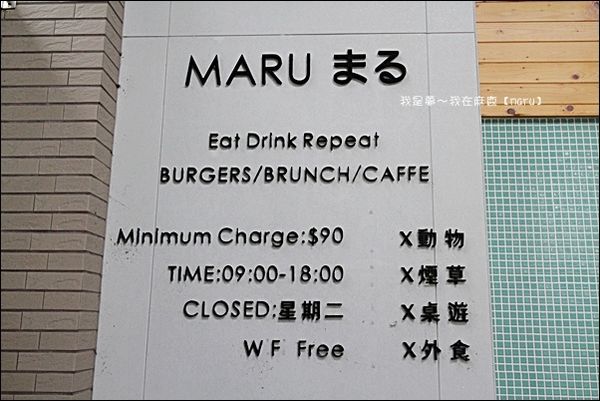 MARU まる
我是夢～我在麻豆【maru】
Eat Drink Repeat
BURGERS/BRUNCH/CAFFE
Minimum Charge:$90 X動物
TIME:09:00-18:00 X煙草
CLOSED:星期二 X桌遊
W F Free X外食